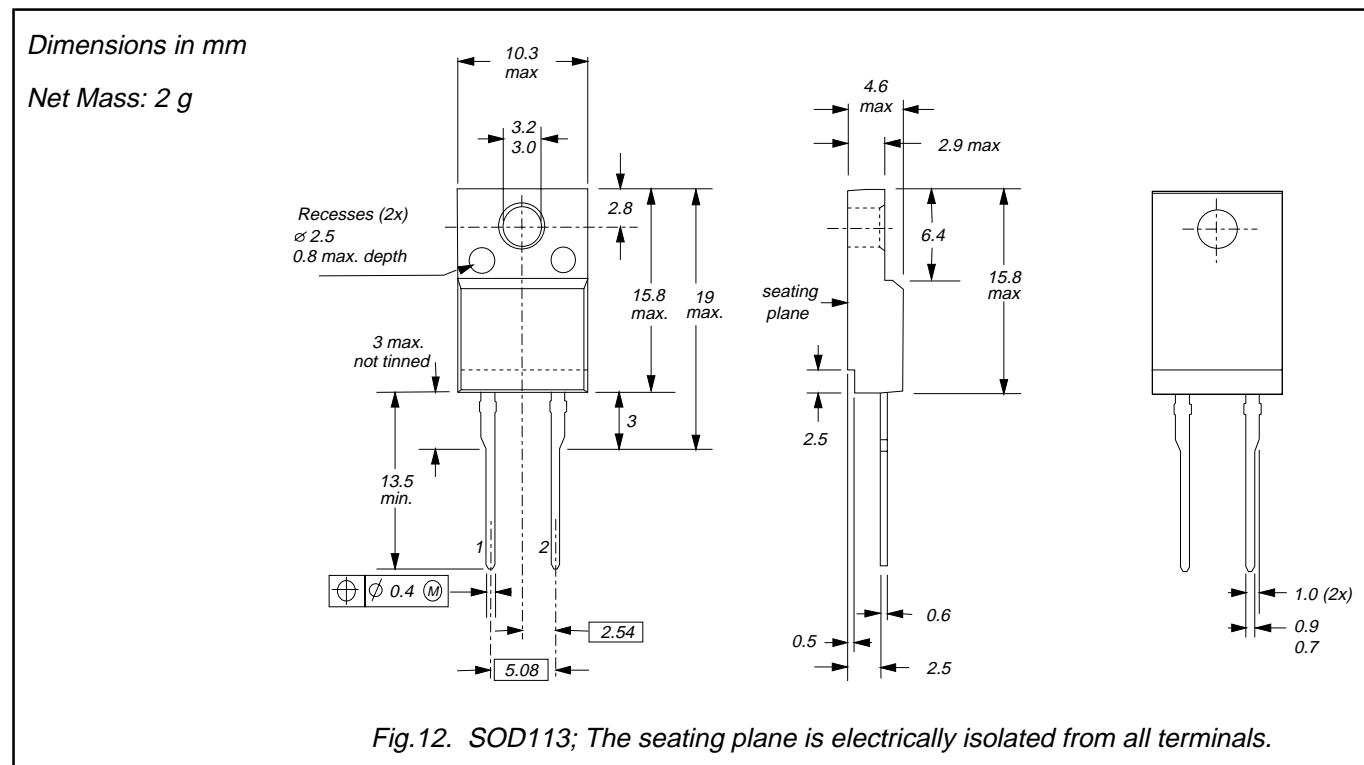 Dimensions in mm
Net Mass: 2 g
10.3
max
3.2
3.0
2.8
Recesses (2x)
⌀ 2.5
0.8 max. depth
15.8
max.
19
max.
3 max.
not tinned
3
13.5
min.
1
2
⌀ 0.4 Ⓜ
2.54
5.08
4.6
max
2.9 max
6.4
15.8
max
seating
plane
2.5
0.6
0.5
2.5
1.0 (2x)
0.9
0.7
Fig.12. SOD113; The seating plane is electrically isolated from all terminals.